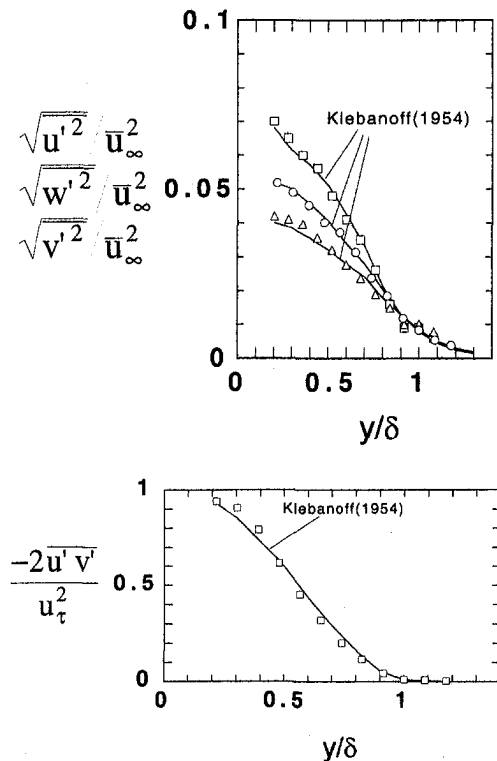 0.1
Klebanoff(1954)
√u'² / ū∞²
√w'² / ū∞²
√v'² / ū∞²
0.05
0
0 0.5 1
y/δ
1
Klebanoff(1954)
-2u'v' / uτ²
0.5
0
0 0.5 1
y/δ